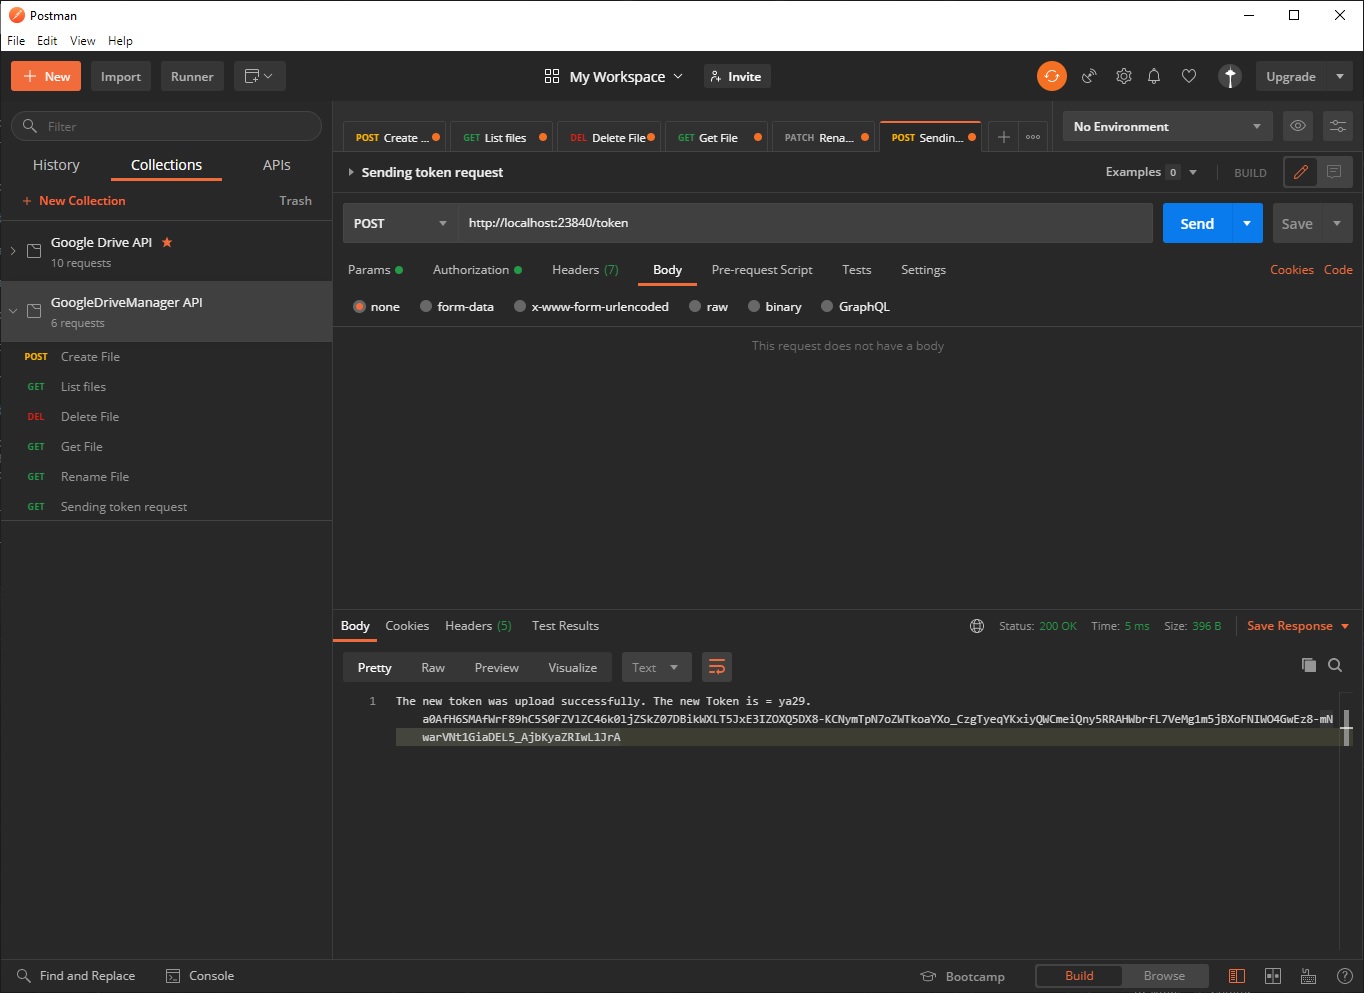 Postman
File Edit View Help
New Import Runner My Workspace Invite Upgrade
Filter
History Collections APIs
New Collection Trash
Google Drive API
10 requests
GoogleDriveManager API
6 requests
POST Create File
GET List files
DEL Delete File
GET Get File
GET Rename File
GET Sending token request
POST Create ... GET List files DEL Delete File GET Get File PATCH Rena... POST Sendin... No Environment
Sending token request Examples 0 BUILD
POST http://localhost:23840/token Send Save
Params Authorization Headers (7) Body Pre-request Script Tests Settings Cookies Code
none form-data x-www-form-urlencoded raw binary GraphQL
This request does not have a body
Body Cookies Headers (5) Test Results Status: 200 OK Time: 5 ms Size: 396 B Save Response
Pretty Raw Preview Visualize Text
1 The new token was upload successfully. The new Token is = ya29.
Find and Replace Console Bootcamp Build Browse